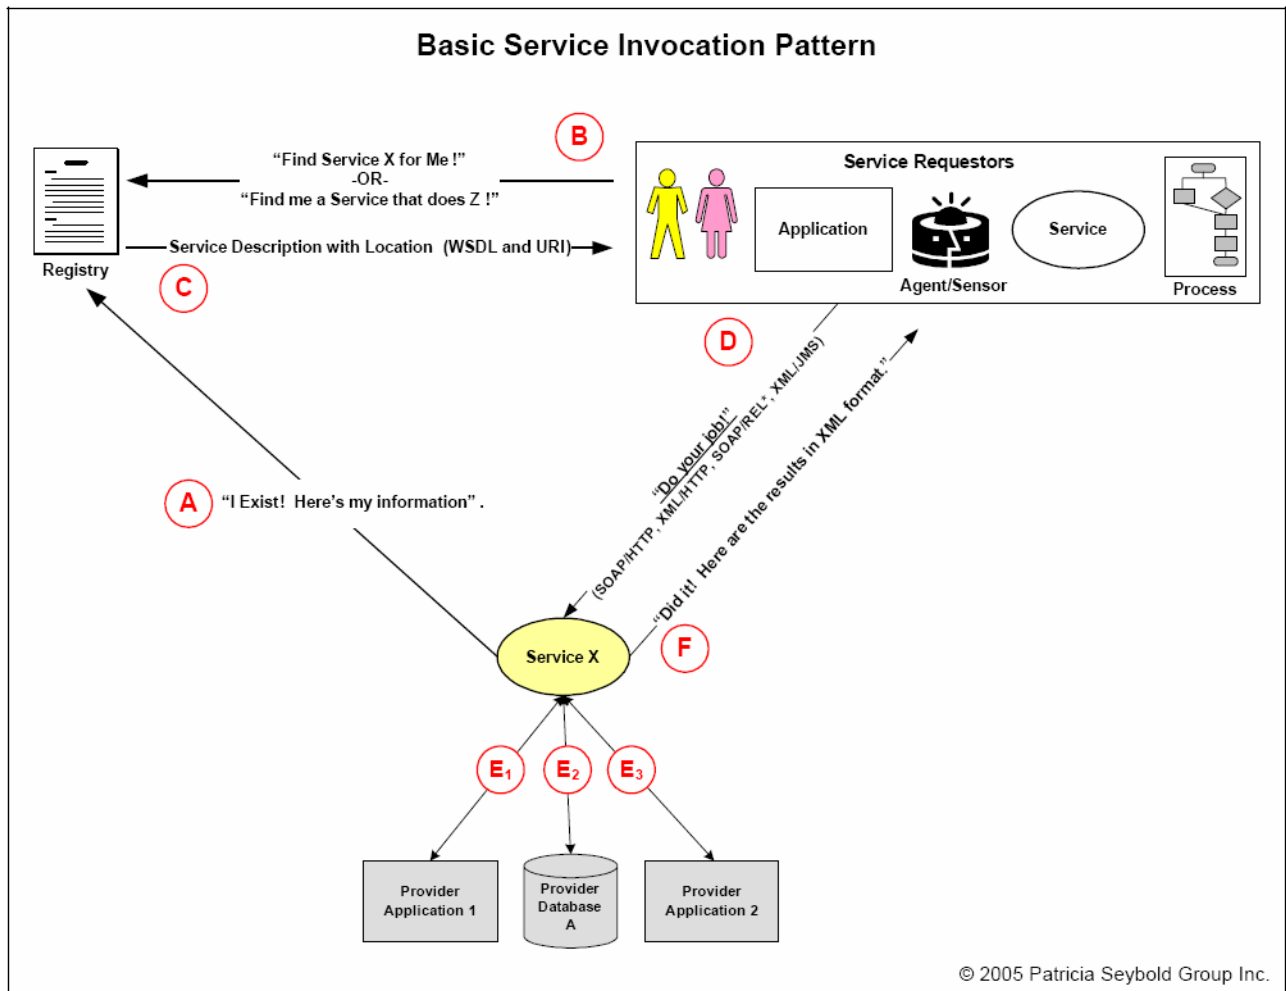 Basic Service Invocation Pattern
B
“Find Service X for Me !”
-OR-
“Find me a Service that does Z !”
Service Requestors
Application
Service
Agent/Sensor
Process
Service Description with Location (WSDL and URI)
Registry
C
D
“Do your job!”
(SOAP/HTTP, XML/HTTP, SOAP/REL*, XML/JMS)
“Did it! Here are the results in XML format.”
A
“I Exist! Here’s my information” .
F
Service X
E1
E2
E3
Provider
Application 1
Provider
Database
A
Provider
Application 2
© 2005 Patricia Seybold Group Inc.